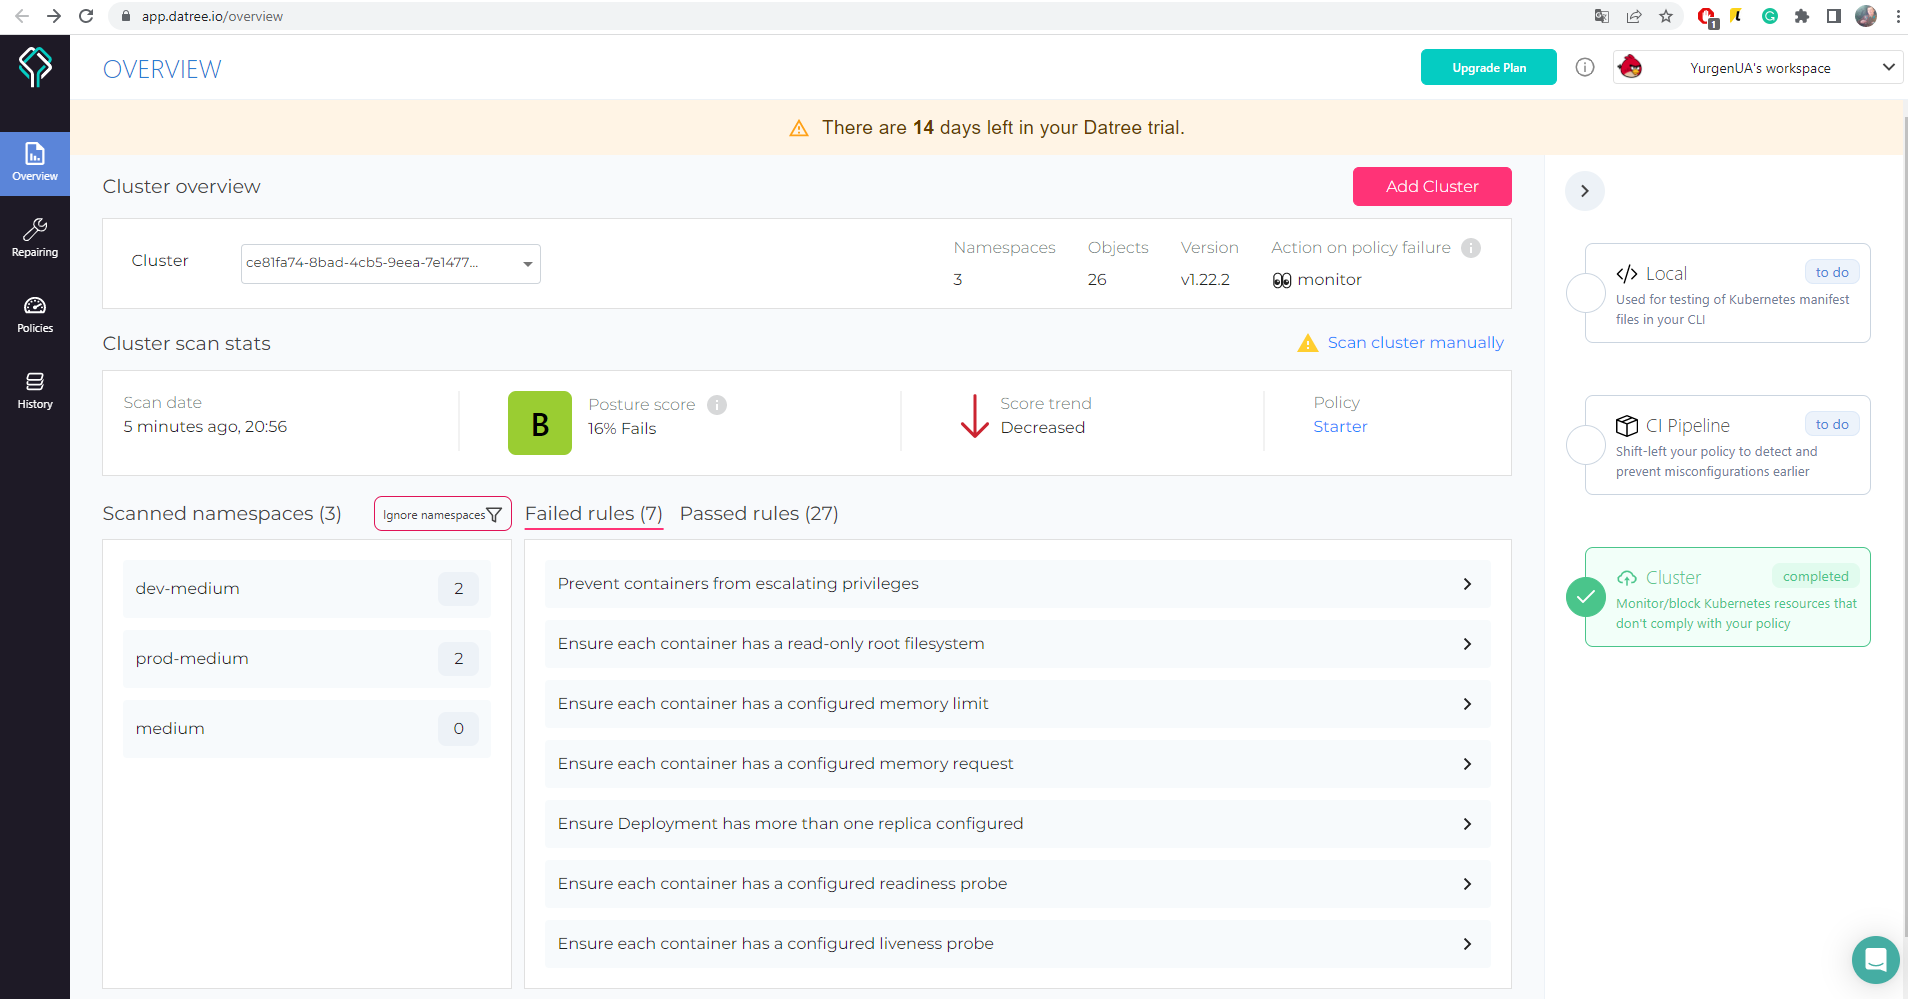 app.datree.io/overview
1
OVERVIEW
Upgrade Plan
YurgenUA's workspace
There are 14 days left in your Datree trial.
Overview
Repairing
Policies
History
Cluster overview
Add Cluster
Cluster
ce81fa74-8bad-4cb5-9eea-7e1477...
Namespaces
Objects
Version
Action on policy failure
3
26
v1.22.2
monitor
Cluster scan stats
Scan cluster manually
Scan date
5 minutes ago, 20:56
B
Posture score
16% Fails
Score trend
Decreased
Policy
Starter
Scanned namespaces (3)
Ignore namespaces
Failed rules (7)
Passed rules (27)
dev-medium 2
prod-medium 2
medium 0
Prevent containers from escalating privileges
Ensure each container has a read-only root filesystem
Ensure each container has a configured memory limit
Ensure each container has a configured memory request
Ensure Deployment has more than one replica configured
Ensure each container has a configured readiness probe
Ensure each container has a configured liveness probe
</> Local
to do
Used for testing of Kubernetes manifest
files in your CLI
CI Pipeline
to do
Shift-left your policy to detect and
prevent misconfigurations earlier
Cluster
completed
Monitor/block Kubernetes resources that
don't comply with your policy